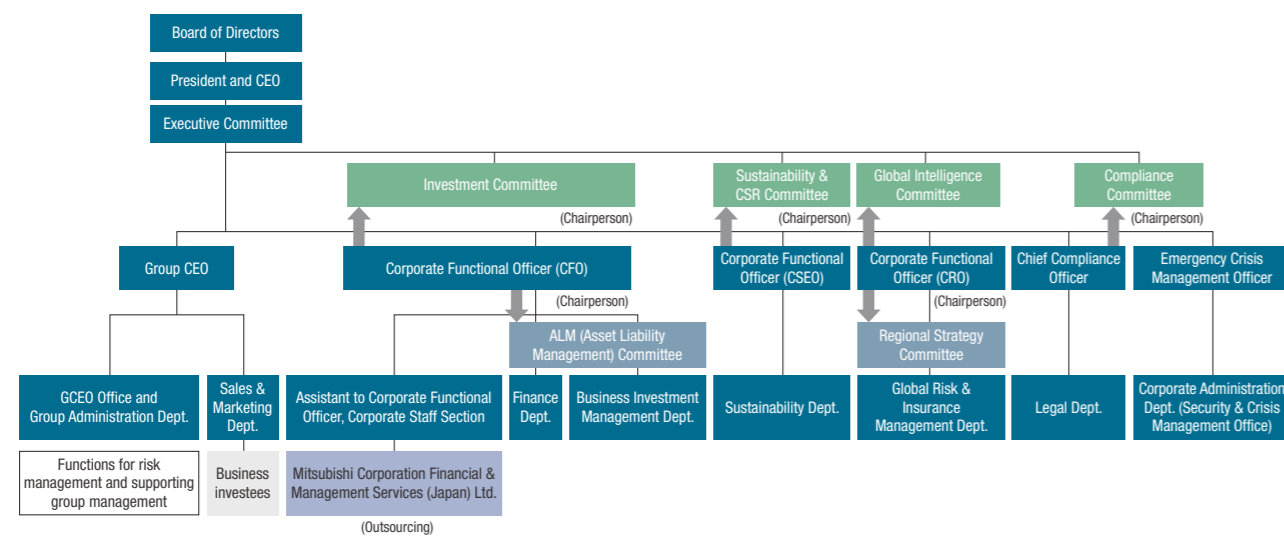 Board of Directors
President and CEO
Executive Committee
Investment Committee
Sustainability &
CSR Committee
Global Intelligence
Committee
Compliance
Committee
(Chairperson)
(Chairperson)
(Chairperson)
Group CEO
Corporate Functional Officer (CFO)
Corporate Functional
Officer (CSEO)
Corporate Functional
Officer (CRO)
Chief Compliance
Officer
Emergency Crisis
Management Officer
(Chairperson)
(Chairperson)
ALM (Asset Liability
Management) Committee
Regional Strategy
Committee
GCEO Office and
Group Administration Dept.
Sales &
Marketing
Dept.
Assistant to Corporate Functional
Officer, Corporate Staff Section
Finance
Dept.
Business Investment
Management Dept.
Sustainability Dept.
Global Risk &
Insurance
Management Dept.
Legal Dept.
Corporate Administration
Dept. (Security & Crisis
Management Office)
Functions for risk
management and supporting
group management
Business
investees
Mitsubishi Corporation Financial &
Management Services (Japan) Ltd.
(Outsourcing)